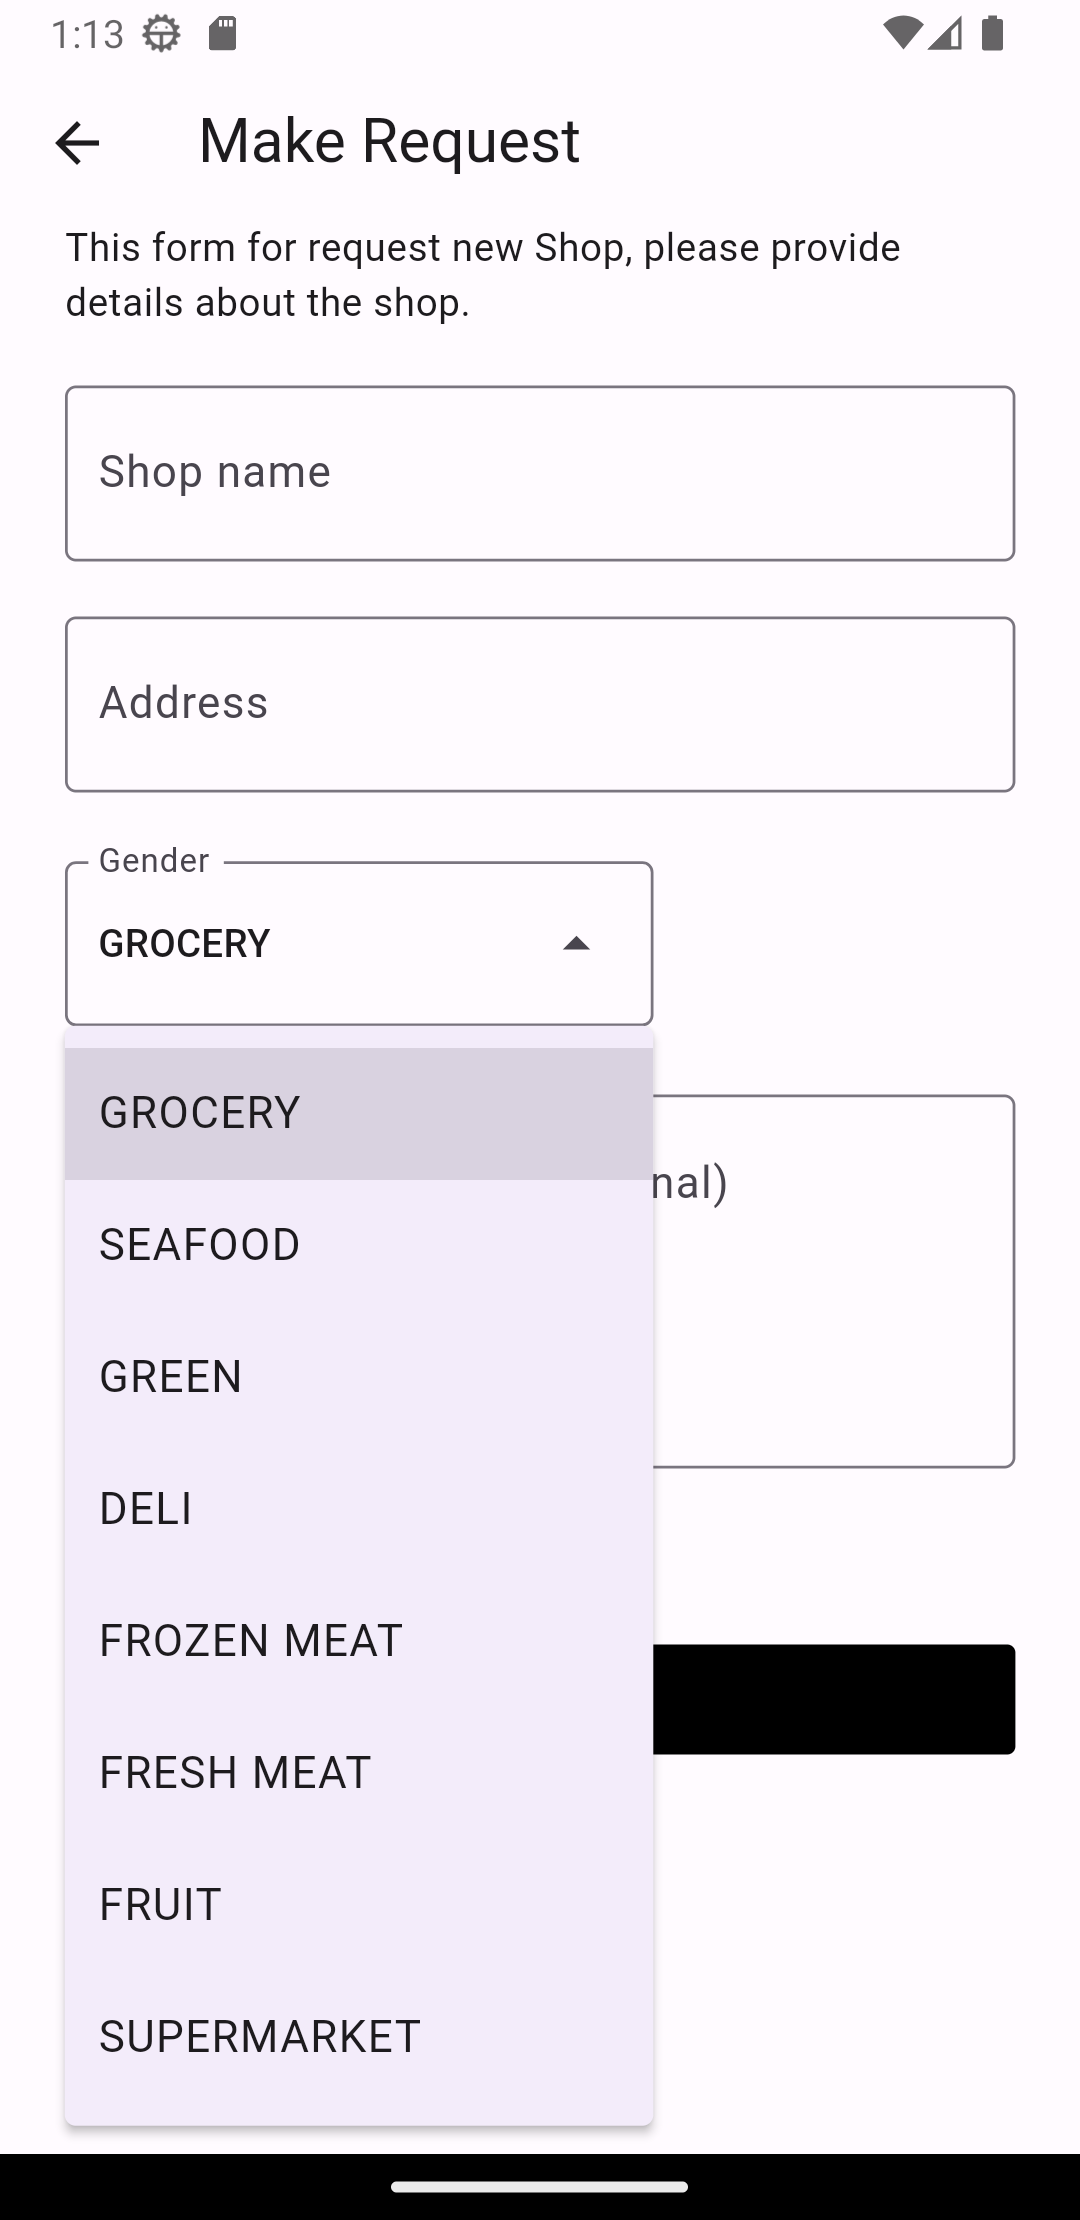 1:13
Make Request
This form for request new Shop, please provide
details about the shop.
Shop name
Address
Gender
GROCERY
GROCERY
nal)
SEAFOOD
GREEN
DELI
FROZEN MEAT
FRESH MEAT
FRUIT
SUPERMARKET